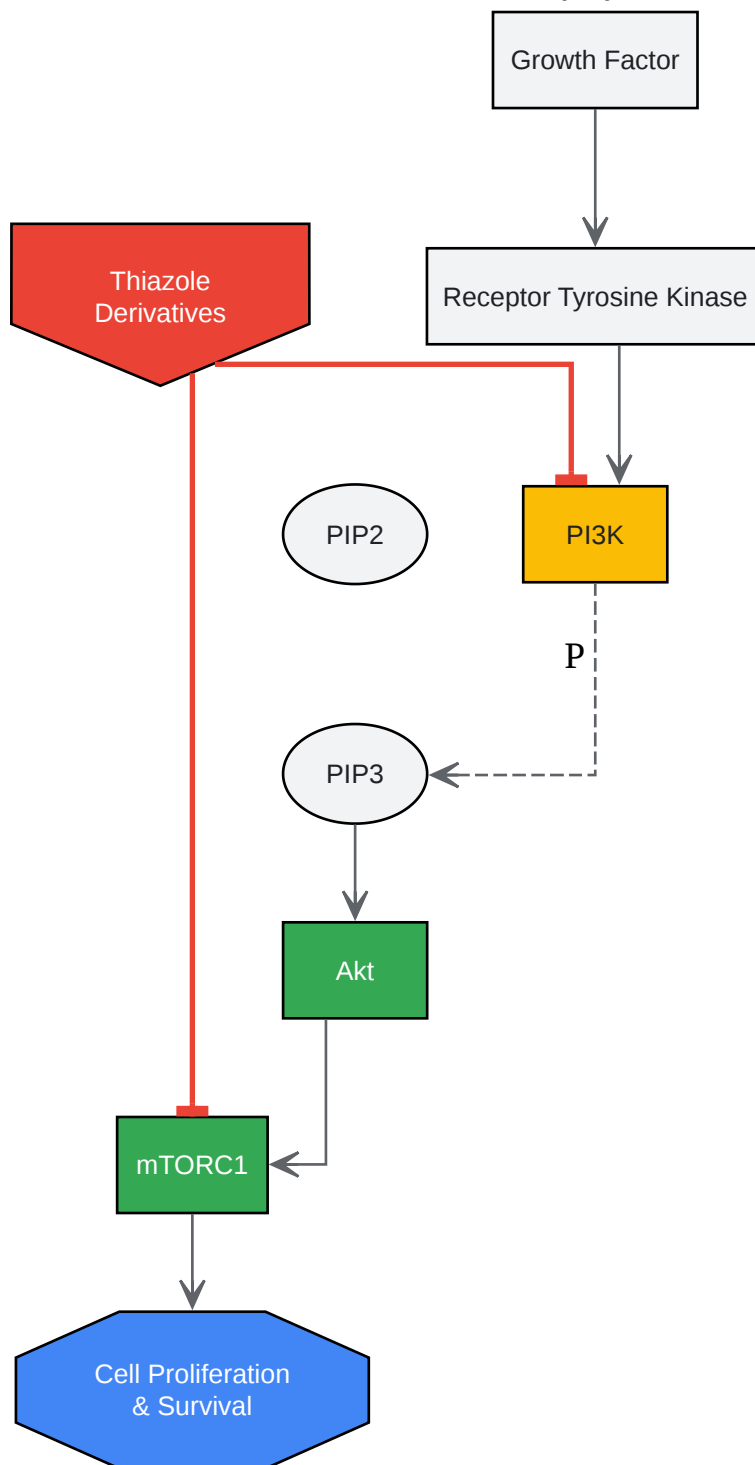 Growth Factor
Thiazole
Derivatives
Receptor Tyrosine Kinase
PIP2
PI3K
P
PIP3
Akt
mTORC1
Cell Proliferation
& Survival